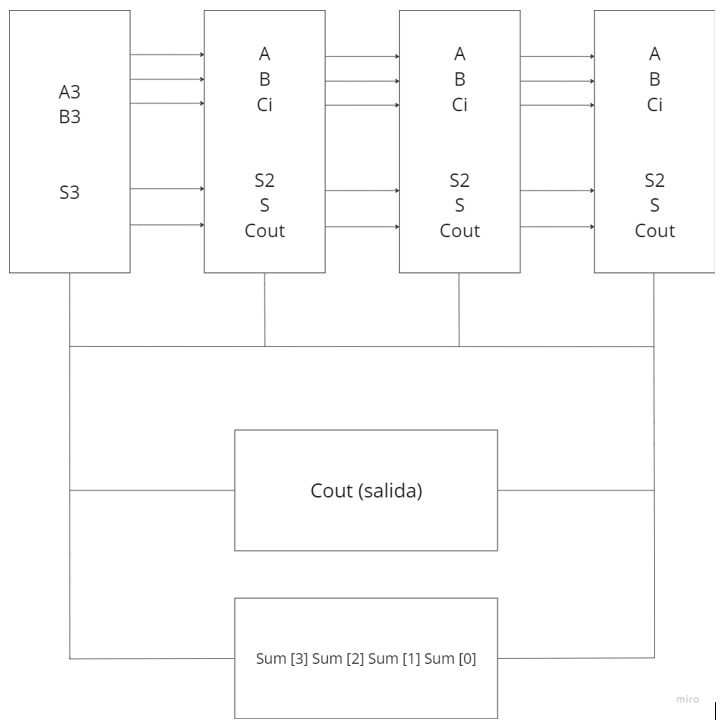 A3
B3
S3
A
B
Ci
S2
S
Cout
A
B
Ci
S2
S
Cout
A
B
Ci
S2
S
Cout
Cout (salida)
Sum [3] Sum [2] Sum [1] Sum [0]
miro